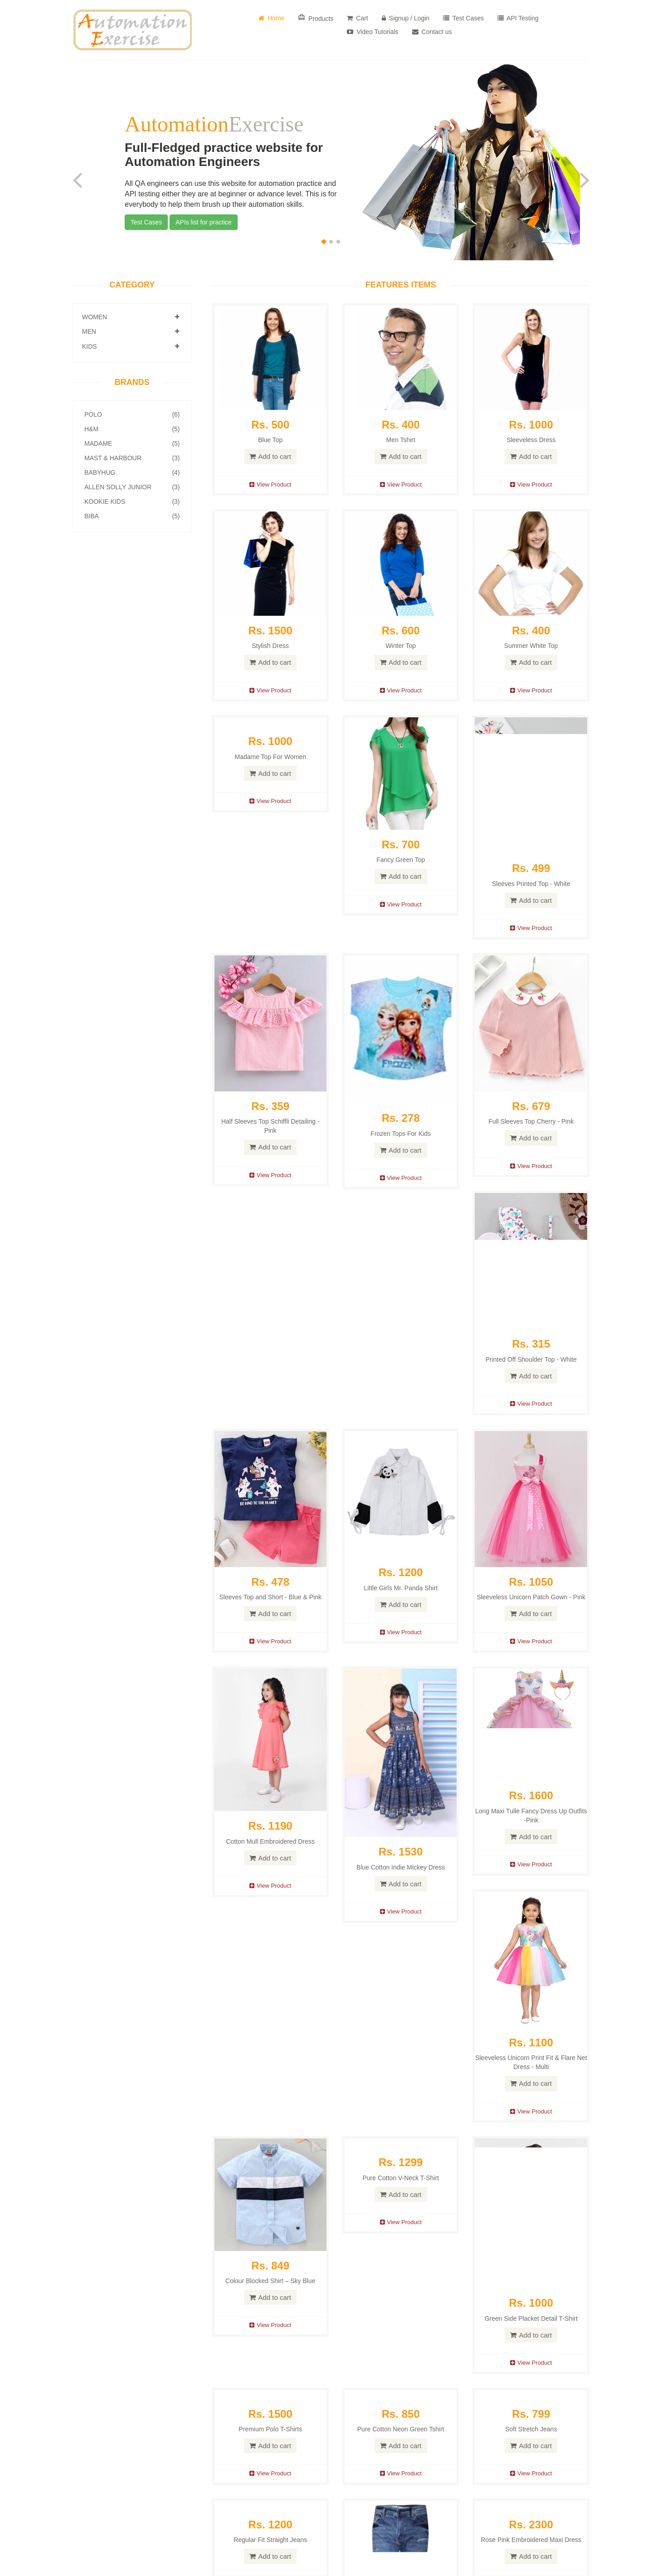 Automation
Exercise
Home
Products
Cart
Signup / Login
Test Cases
API Testing
Video Tutorials
Contact us
AutomationExercise
Full-Fledged practice website for
Automation Engineers
All QA engineers can use this website for automation practice and
API testing either they are at beginner or advance level. This is for
everybody to help them brush up their automation skills.
Test Cases
APIs list for practice
CATEGORY
WOMEN
MEN
KIDS
BRANDS
POLO (6)
H&M (5)
MADAME (5)
MAST & HARBOUR (3)
BABYHUG (4)
ALLEN SOLLY JUNIOR (3)
KOOKIE KIDS (3)
BIBA (5)
FEATURES ITEMS
Rs. 500
Blue Top
Add to cart
View Product
Rs. 400
Men Tshirt
Add to cart
View Product
Rs. 1000
Sleeveless Dress
Add to cart
View Product
Rs. 1500
Stylish Dress
Add to cart
View Product
Rs. 600
Winter Top
Add to cart
View Product
Rs. 400
Summer White Top
Add to cart
View Product
Rs. 1000
Madame Top For Women
Add to cart
View Product
Rs. 700
Fancy Green Top
Add to cart
View Product
Rs. 499
Sleeves Printed Top - White
Add to cart
View Product
Rs. 359
Half Sleeves Top Schiffli Detailing -
Pink
Add to cart
View Product
FROZEN
Rs. 278
Frozen Tops For Kids
Add to cart
View Product
Rs. 679
Full Sleeves Top Cherry - Pink
Add to cart
View Product
Rs. 315
Printed Off Shoulder Top - White
Add to cart
View Product
BE KIND TO THE PLANET
Rs. 478
Sleeves Top and Short - Blue & Pink
Add to cart
View Product
Rs. 1200
Little Girls Mr. Panda Shirt
Add to cart
View Product
Rs. 1050
Sleeveless Unicorn Patch Gown - Pink
Add to cart
View Product
Rs. 1190
Cotton Mull Embroidered Dress
Add to cart
View Product
Rs. 1530
Blue Cotton Indie Mickey Dress
Add to cart
View Product
Rs. 1600
Long Maxi Tulle Fancy Dress Up Outfits
-Pink
Add to cart
View Product
Rs. 1100
Sleeveless Unicorn Print Fit & Flare Net
Dress - Multi
Add to cart
View Product
Rs. 849
Colour Blocked Shirt – Sky Blue
Add to cart
View Product
Rs. 1299
Pure Cotton V-Neck T-Shirt
Add to cart
View Product
Rs. 1000
Green Side Placket Detail T-Shirt
Add to cart
View Product
Rs. 1500
Premium Polo T-Shirts
Add to cart
View Product
Rs. 850
Pure Cotton Neon Green Tshirt
Add to cart
View Product
Rs. 799
Soft Stretch Jeans
Add to cart
View Product
Rs. 1200
Regular Fit Straight Jeans
Add to cart
Rs. 2300
Rose Pink Embroidered Maxi Dress
Add to cart